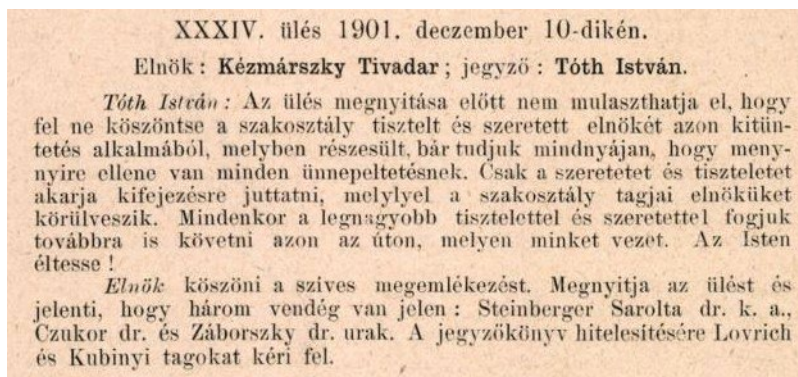 XXXIV. ülés 1901. deczember 10-dikén.
Elnök: Kézmárszky Tivadar; jegyző: Tóth István.
Tóth István: Az ülés megnyitása előtt nem mulaszthatja el, hogy
fel ne köszöntse a szakosztály tisztelt és szeretett elnökét azon kitün-
tetés alkalmából, melyben részesült, bár tudjuk mindnyájan, hogy meny-
nyire ellene van minden ünnepeltetésnek. Csak a szeretetet és tiszteletet
akarja kifejezésre juttatni, melylyel a szakosztály tagjai elnöküket
körülveszik. Mindenkor a legnagyobb tisztelettel és szeretettel fogjuk
továbbra is követni azon az úton, melyen minket vezet. Az Isten
éltesse!
Elnök köszöni a szives megemlékezést. Megnyitja az ülést és
jelenti, hogy három vendég van jelen: Steinberger Sarolta dr. k. a.,
Czukor dr. és Záborszky dr. urak. A jegyzőkönyv hitelesitésére Lovrich
és Kubinyi tagokat kéri fel.